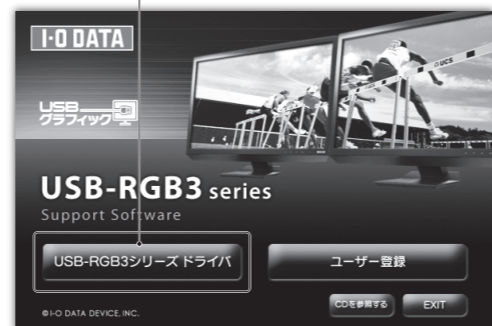 I-O DATA
UCS
USB
グラフィック
USB-RGB3 series
Support Software
USB-RGB3シリーズ ドライバ
ユーザー登録
CDを参照する
EXIT
©I-O DATA DEVICE, INC.